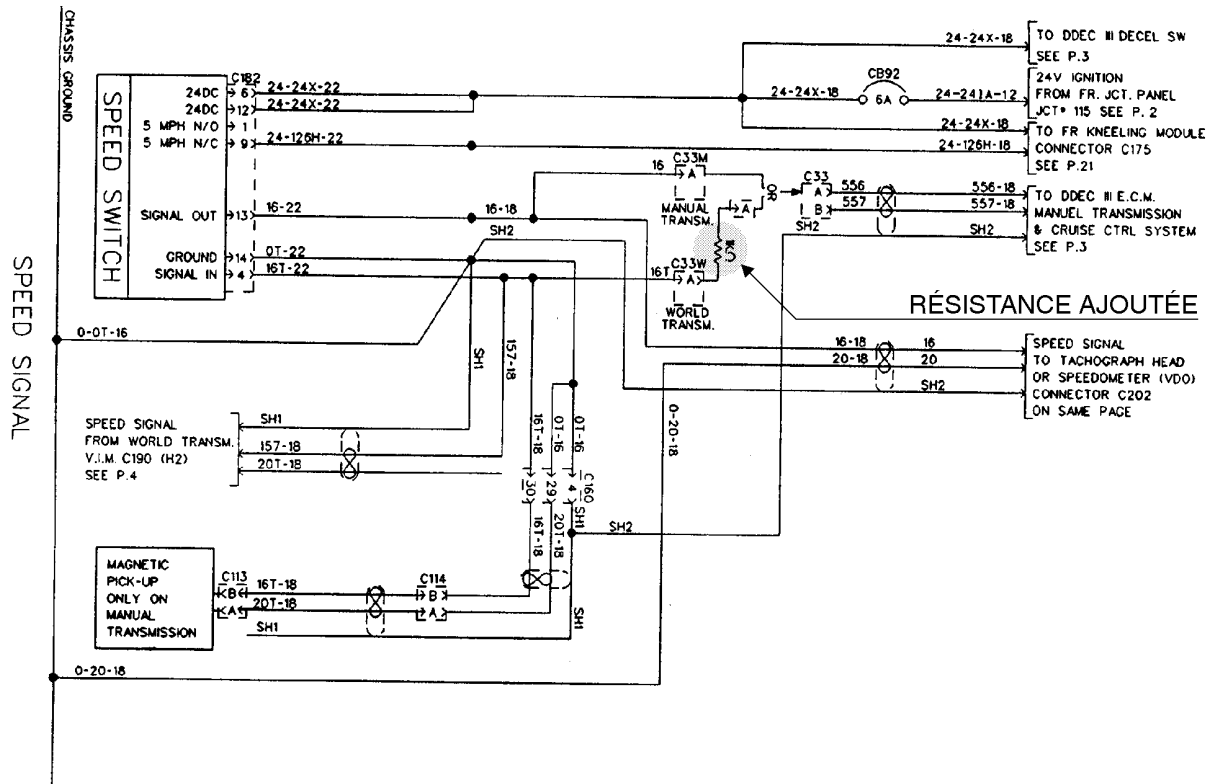 CHASSIS GROUND
SPEED SIGNAL
SPEED SWITCH
C182
24DC 6 24-24X-22
24DC 12 24-24X-22
5 MPH N/O 1
5 MPH N/C 9 24-126H-22
SIGNAL OUT 13 16-22
GROUND 14 0T-22
SIGNAL IN 4 16T-22
24-24X-18
TO DDEC III DECEL SW
SEE P.3
24-24X-18
CB92
6A
24-241A-12
24V IGNITION
FROM FR. JCT. PANEL
JCT* 115 SEE P. 2
24-24X-18
24-126H-18
TO FR KNEELING MODULE
CONNECTOR C175
SEE P.21
16
C33M
A
MANUAL
TRANSM.
16-18
SH2
A
OR
1K
16T
C33W
A
WORLD
TRANSM.
C33
A 556
B 557
SH2
556-18
557-18
SH2
TO DDEC III E.C.M.
MANUEL TRANSMISSION
& CRUISE CTRL SYSTEM
SEE P.3
RÉSISTANCE AJOUTÉE
16-18 16
20-18 20
SH2
SPEED SIGNAL
TO TACHOGRAPH HEAD
OR SPEEDOMETER (VDO)
CONNECTOR C202
ON SAME PAGE
0-0T-16
SH1
157-18
16T-18
0T-16
0T-16
0-20-18
SPEED SIGNAL
FROM WORLD TRANSM.
V.I.M. C190 (H2)
SEE P.4
SH1
157-18
20T-18
30
29
4
C160
SH1
16T-18
20T-18
SH2
MAGNETIC
PICK-UP
ONLY ON
MANUAL
TRANSMISSION
C113
B 16T-18
A 20T-18
SH1
C114
B
A
SH1
0-20-18